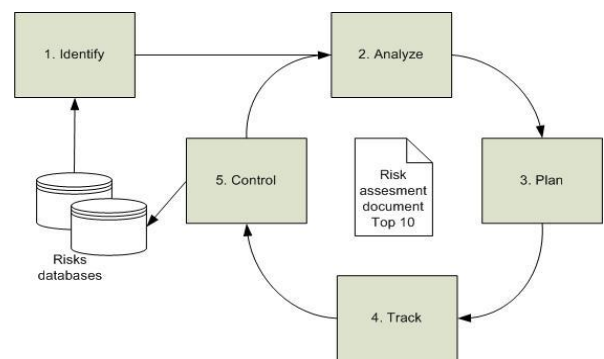 1. Identify
2. Analyze
5. Control
Risk
assesment
document
Top 10
3. Plan
Risks
databases
4. Track